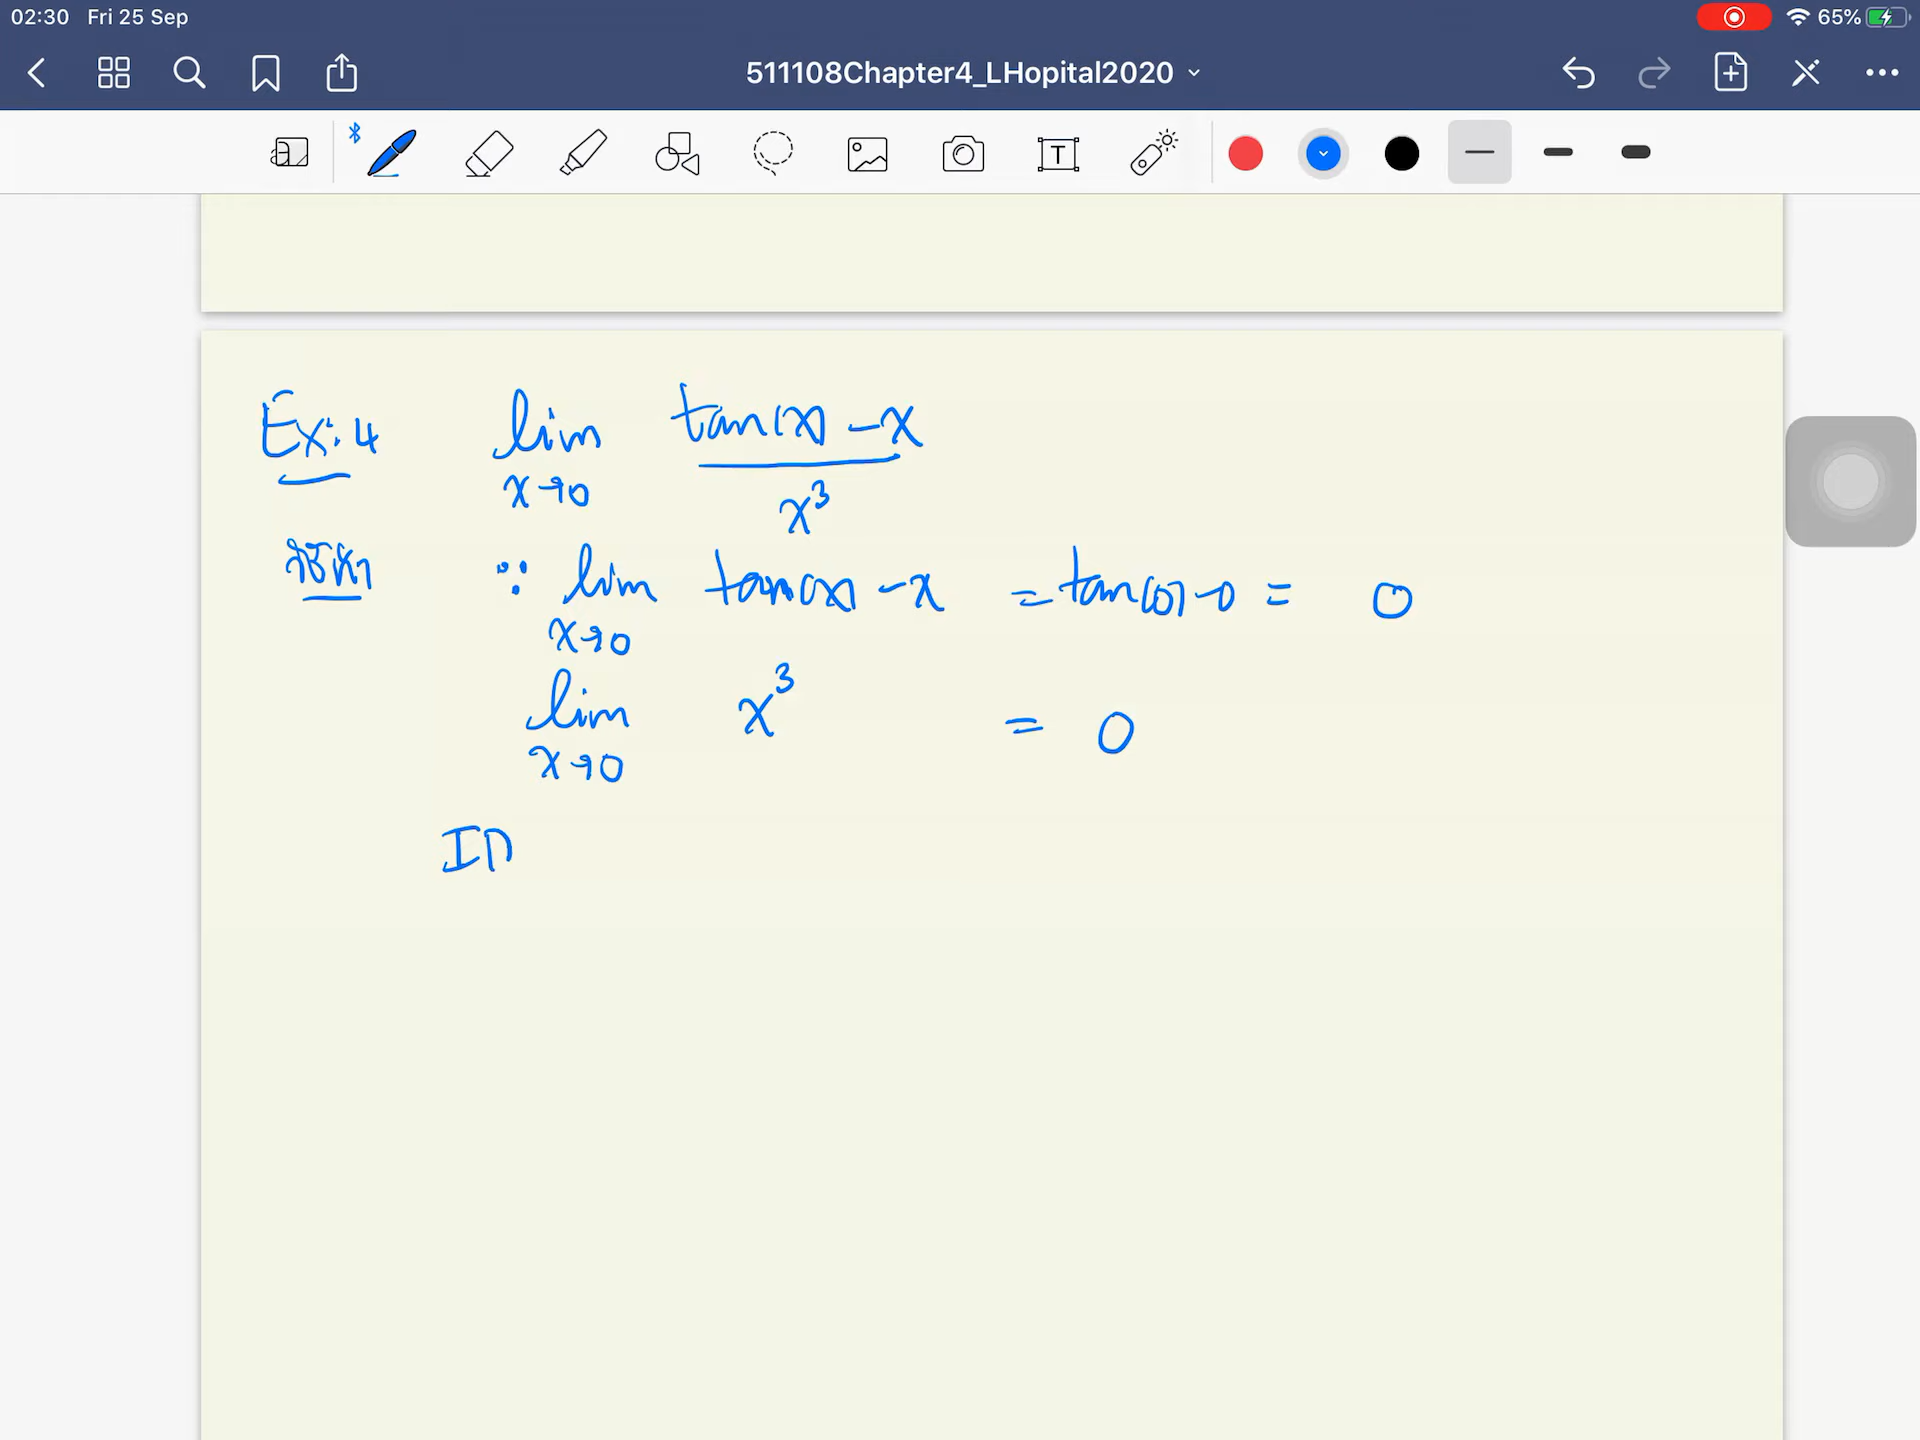 02:30 Fri 25 Sep 65%
511108Chapter4_LHopital2020
Ex: 4 lim x→0 tan(x) - x / x³
วิธีทำ ∵ lim x→0 tan(x) - x = tan(0) - 0 = 0
lim x→0 x³ = 0